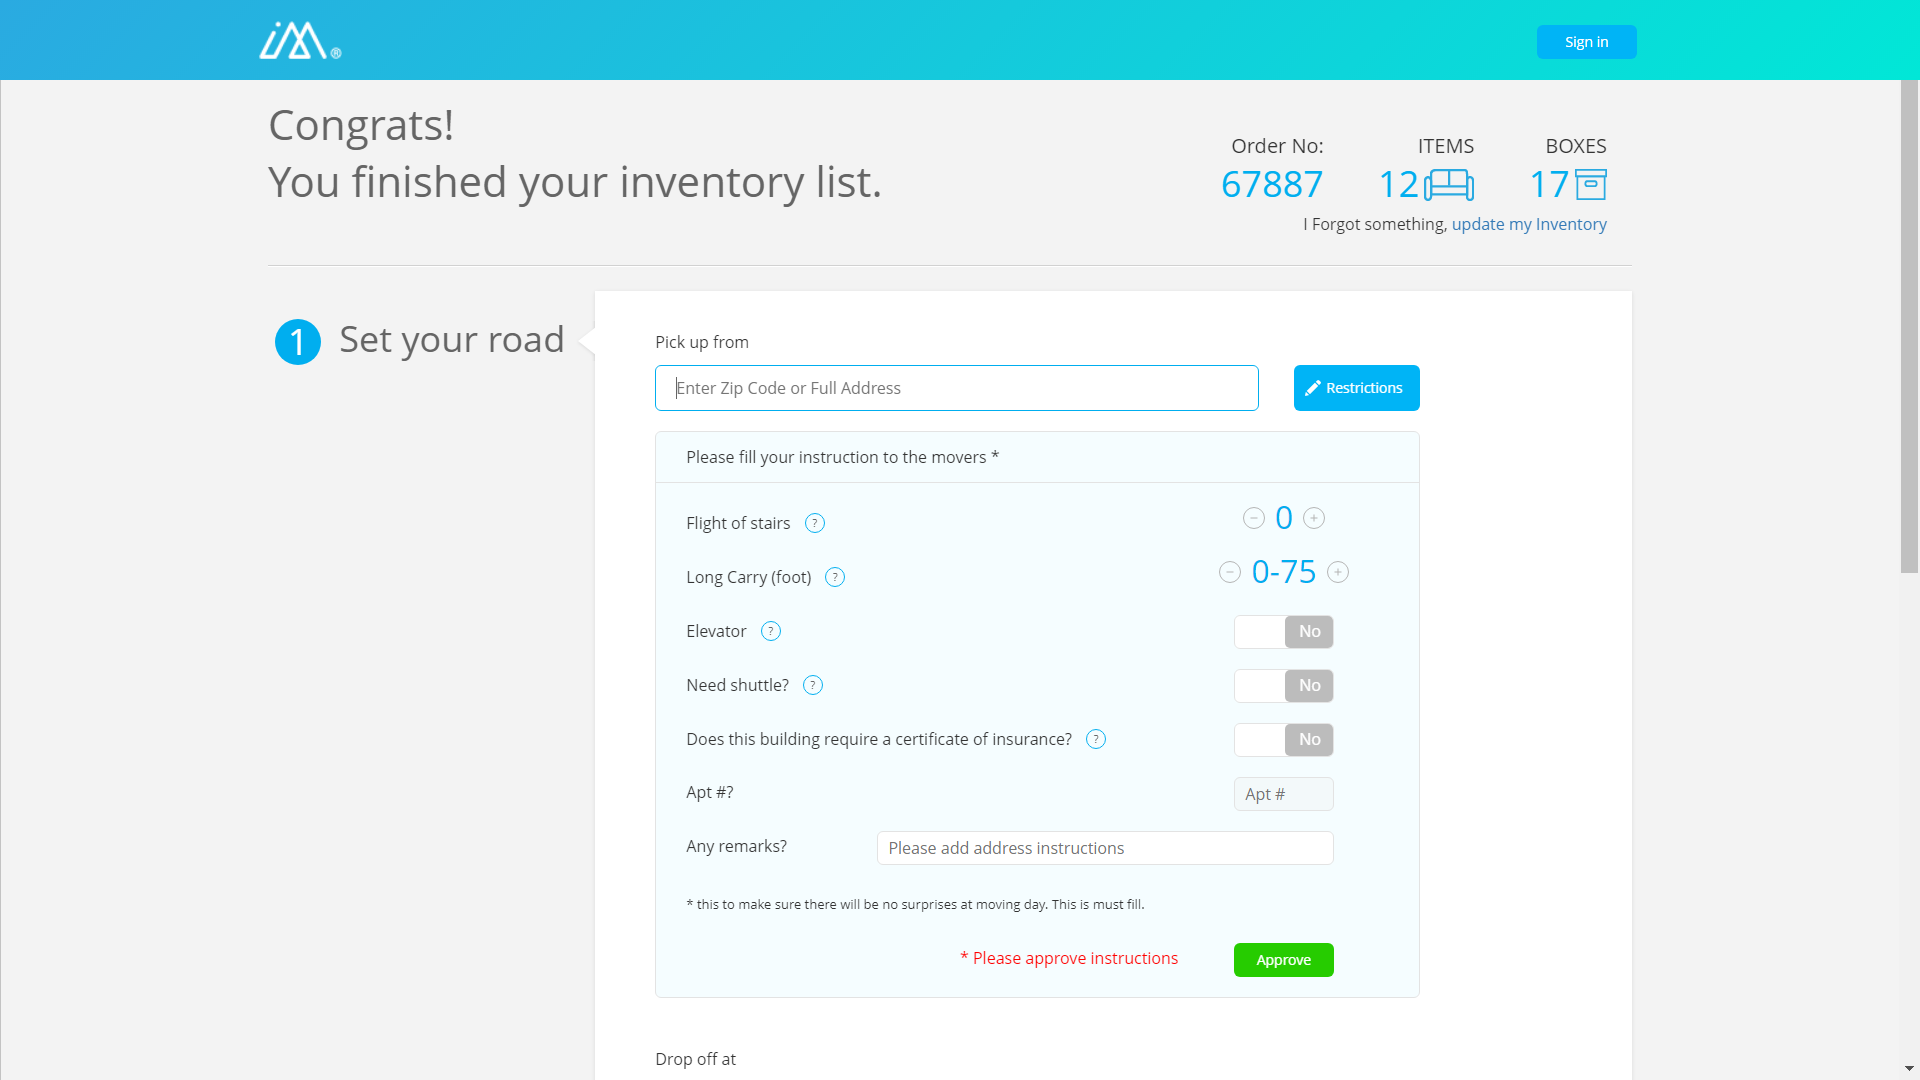 iM®
Sign in
Congrats!
You finished your inventory list.
Order No:
67887
ITEMS
12
BOXES
17
I Forgot something, update my Inventory
1 Set your road
Pick up from
Enter Zip Code or Full Address
Restrictions
Please fill your instruction to the movers *
Flight of stairs ?
− 0 +
Long Carry (foot) ?
− 0-75 +
Elevator ?
No
Need shuttle? ?
No
Does this building require a certificate of insurance? ?
No
Apt #?
Apt #
Any remarks?
Please add address instructions
* this to make sure there will be no surprises at moving day. This is must fill.
* Please approve instructions
Approve
Drop off at